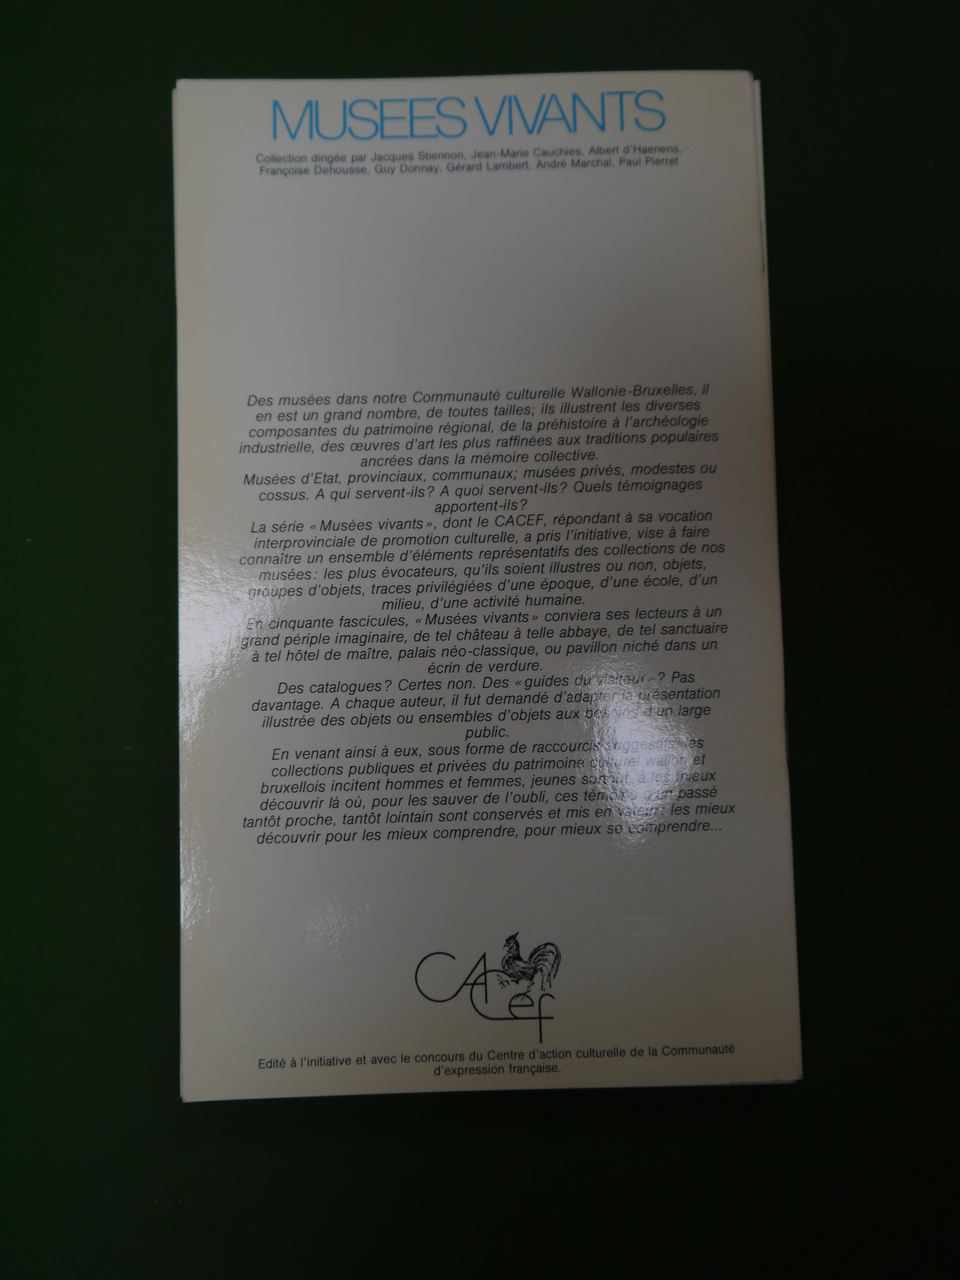 MUSEES VIVANTS
Collection dirigée par Jacques Stiennon, Jean-Marie Cauchies, Albert d'Haenens,
Françoise Dehousse, Guy Donnay, Gérard Lambert, André Marchal, Paul Pierret
Des musées dans notre Communauté culturelle Wallonie-Bruxelles, il
en est un grand nombre, de toutes tailles; ils illustrent les diverses
composantes du patrimoine régional, de la préhistoire à l'archéologie
industrielle, des œuvres d'art les plus raffinées aux traditions populaires
ancrées dans la mémoire collective.
Musées d'Etat, provinciaux, communaux; musées privés, modestes ou
cossus. A qui servent-ils? A quoi servent-ils? Quels témoignages
apportent-ils?
La série «Musées vivants», dont le CACEF, répondant à sa vocation
interprovinciale de promotion culturelle, a pris l'initiative, vise à faire
connaître un ensemble d'éléments représentatifs des collections de nos
musées: les plus évocateurs, qu'ils soient illustres ou non, objets,
groupes d'objets, traces privilégiées d'une époque, d'une école, d'un
milieu, d'une activité humaine.
En cinquante fascicules, «Musées vivants» conviera ses lecteurs à un
grand périple imaginaire, de tel château à telle abbaye, de tel sanctuaire
à tel hôtel de maître, palais néo-classique, ou pavillon niché dans un
écrin de verdure.
Des catalogues? Certes non. Des «guides du visiteur»? Pas
davantage. A chaque auteur, il fut demandé d'adapter la présentation
illustrée des objets ou ensembles d'objets aux besoins d'un large
public.
En venant ainsi à eux, sous forme de raccourcis suggestifs, les
collections publiques et privées du patrimoine culturel wallon et
bruxellois incitent hommes et femmes, jeunes surtout, à les mieux
découvrir là où, pour les sauver de l'oubli, ces témoins d'un passé
tantôt proche, tantôt lointain sont conservés et mis en valeur: les mieux
découvrir pour les mieux comprendre, pour mieux se comprendre...
CACef
Edité à l'initiative et avec le concours du Centre d'action culturelle de la Communauté
d'expression française.